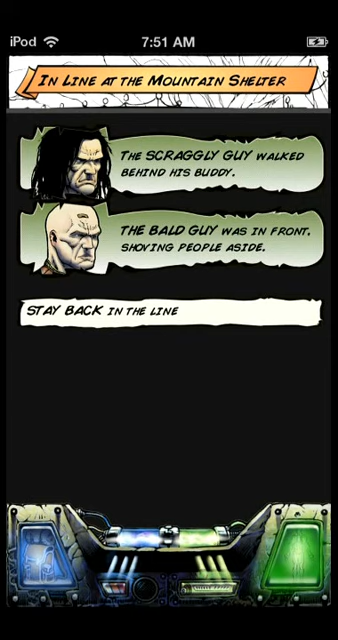 iPod 7:51 AM
IN LINE AT THE MOUNTAIN SHELTER
THE SCRAGGLY GUY WALKED
BEHIND HIS BUDDY.
THE BALD GUY WAS IN FRONT,
SHOVING PEOPLE ASIDE.
STAY BACK IN THE LINE